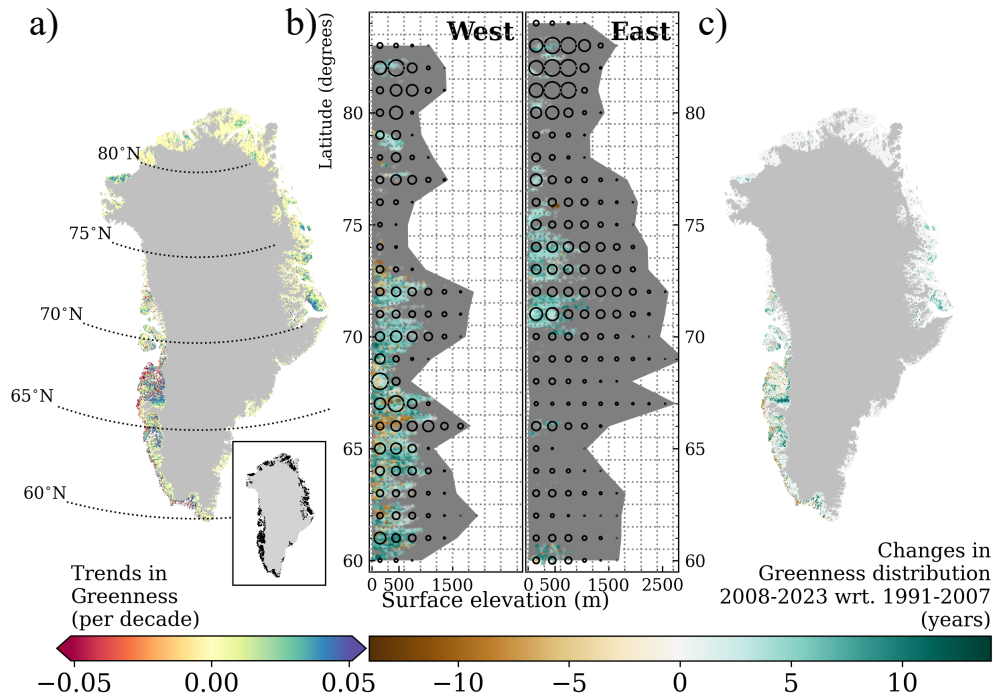 a)
b)
c)
West
East
Latitude (degrees)
80
75
70
65
60
80
75
70
65
60
80°N
75°N
70°N
65°N
60°N
0 500 1500
0 500 1500 2500
Surface elevation (m)
Trends in
Greenness
(per decade)
Changes in
Greenness distribution
2008-2023 wrt. 1991-2007
(years)
−0.05 0.00 0.05
−10 −5 0 5 10